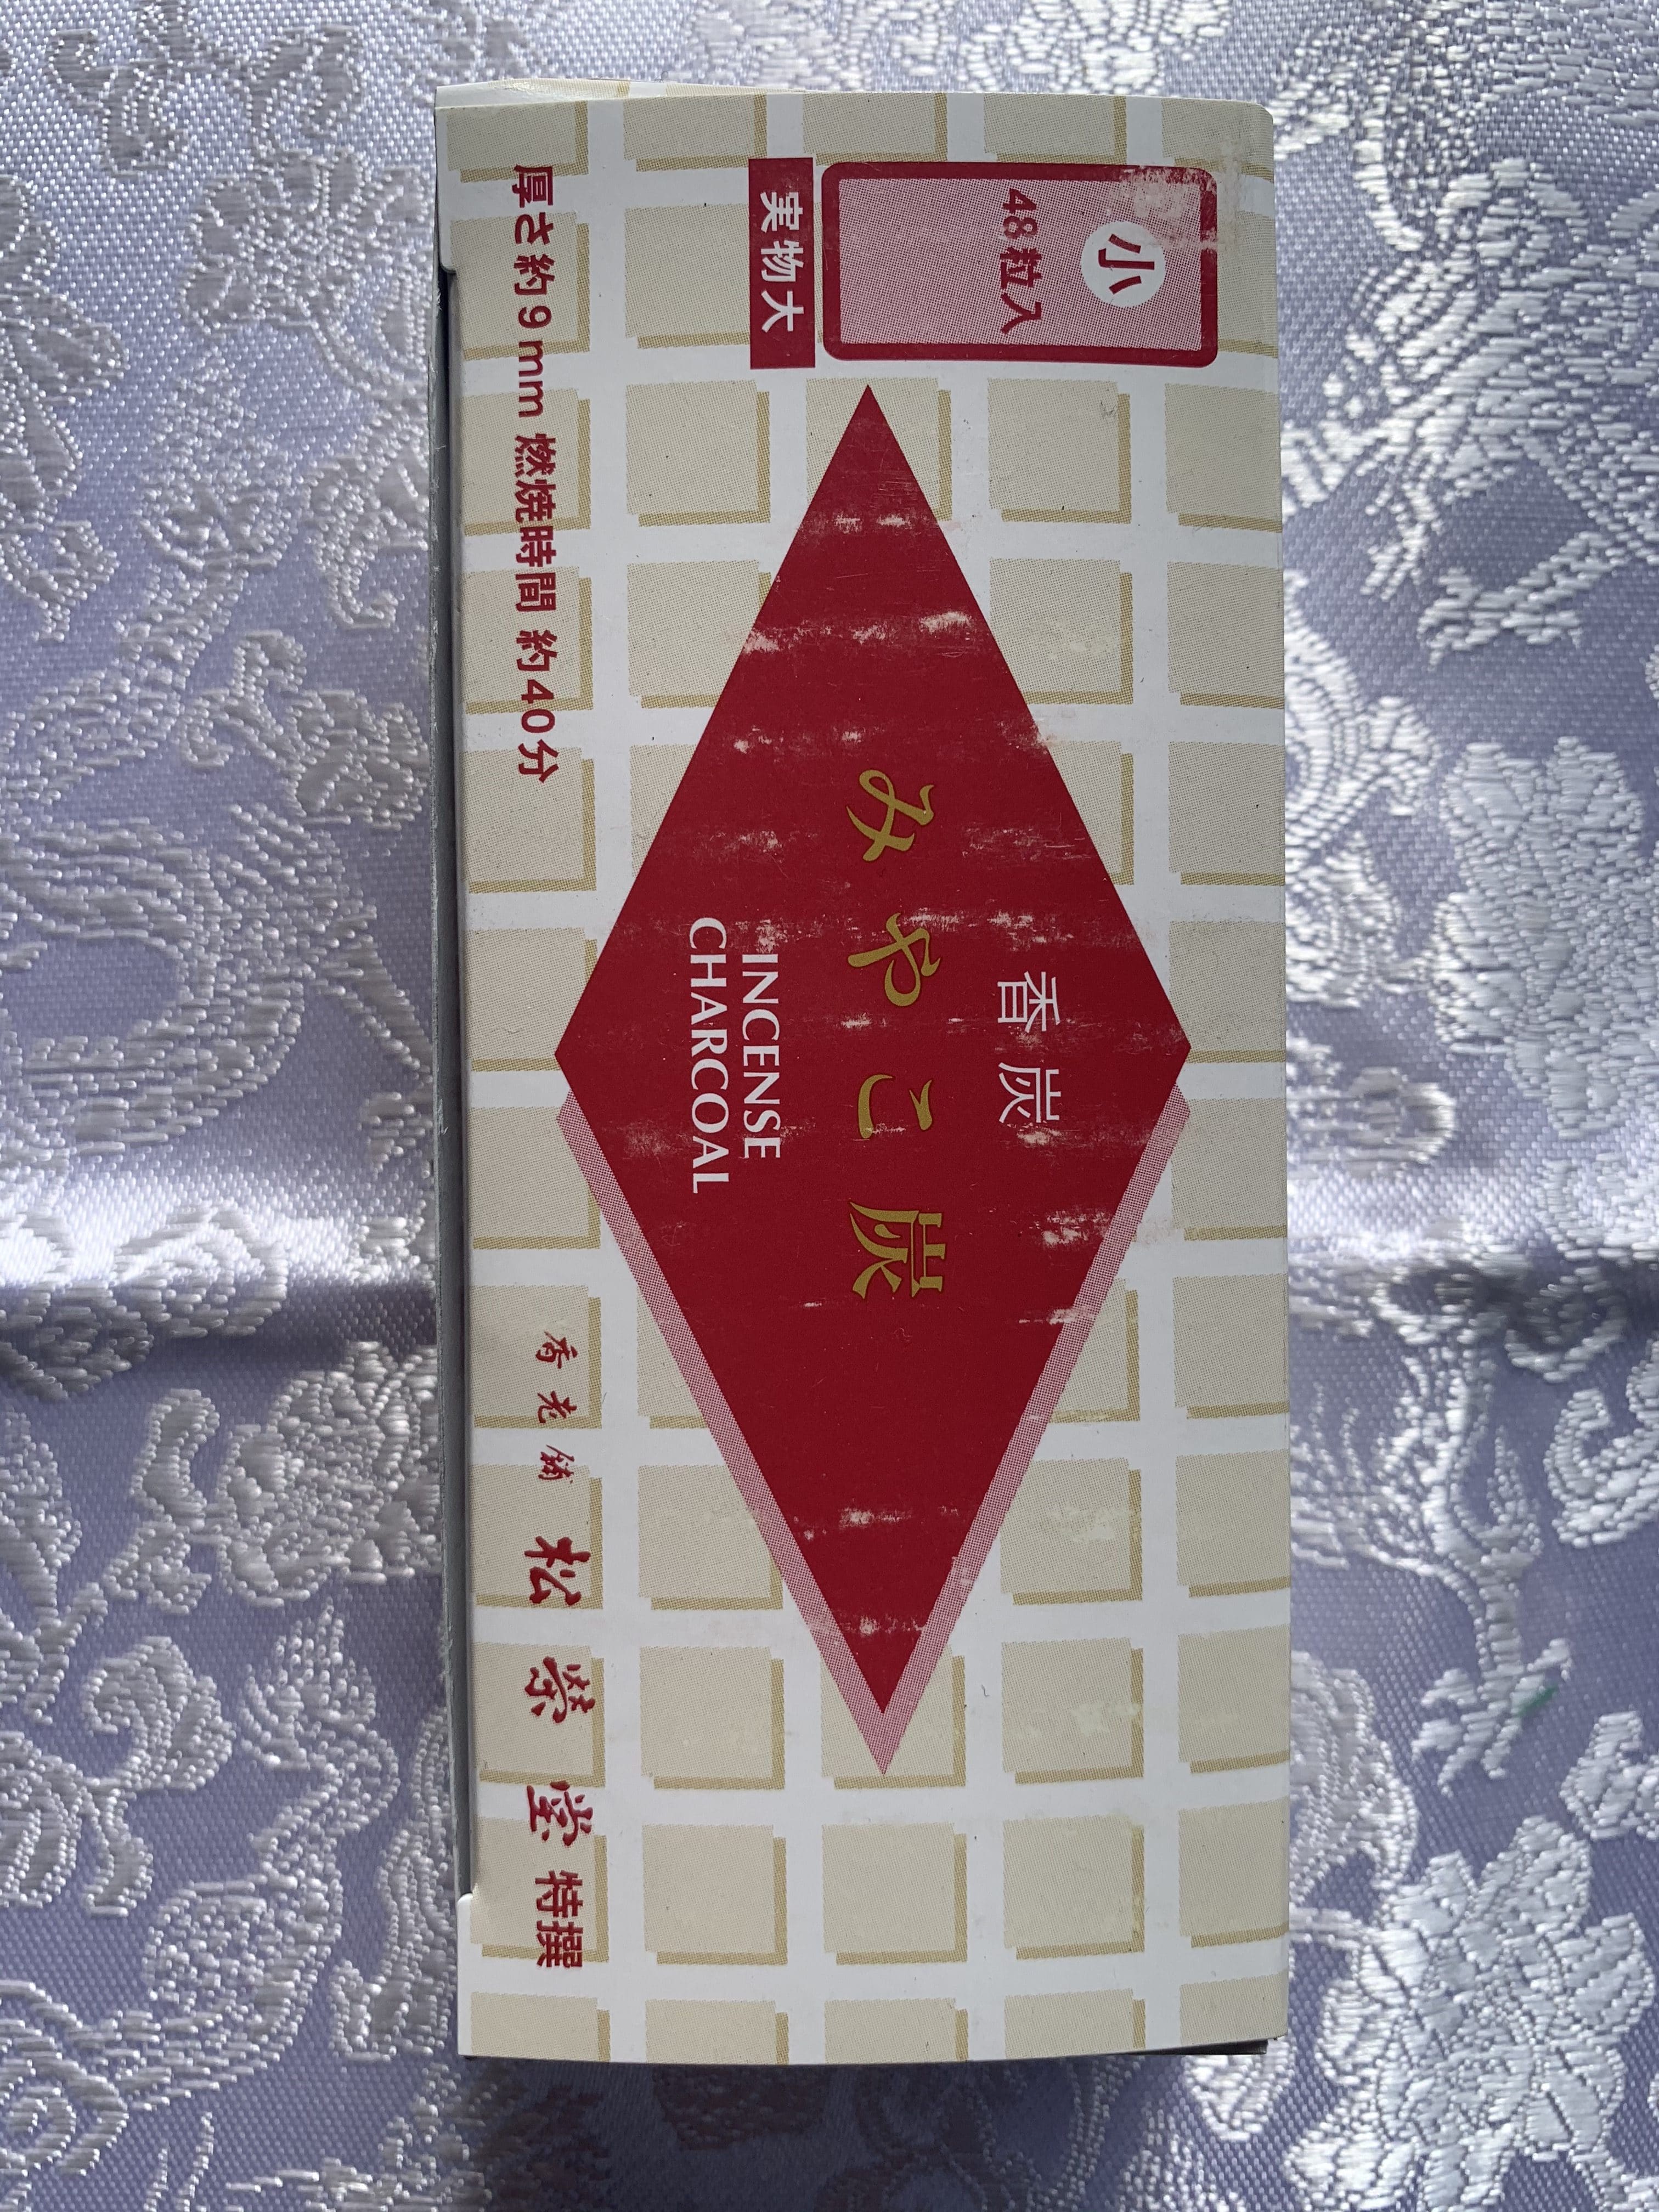 小
48粒入
実物大
香炭
みやこ炭
INCENSE
CHARCOAL
厚さ約9mm 燃焼時間 約40分
香老舗 松榮堂 特撰